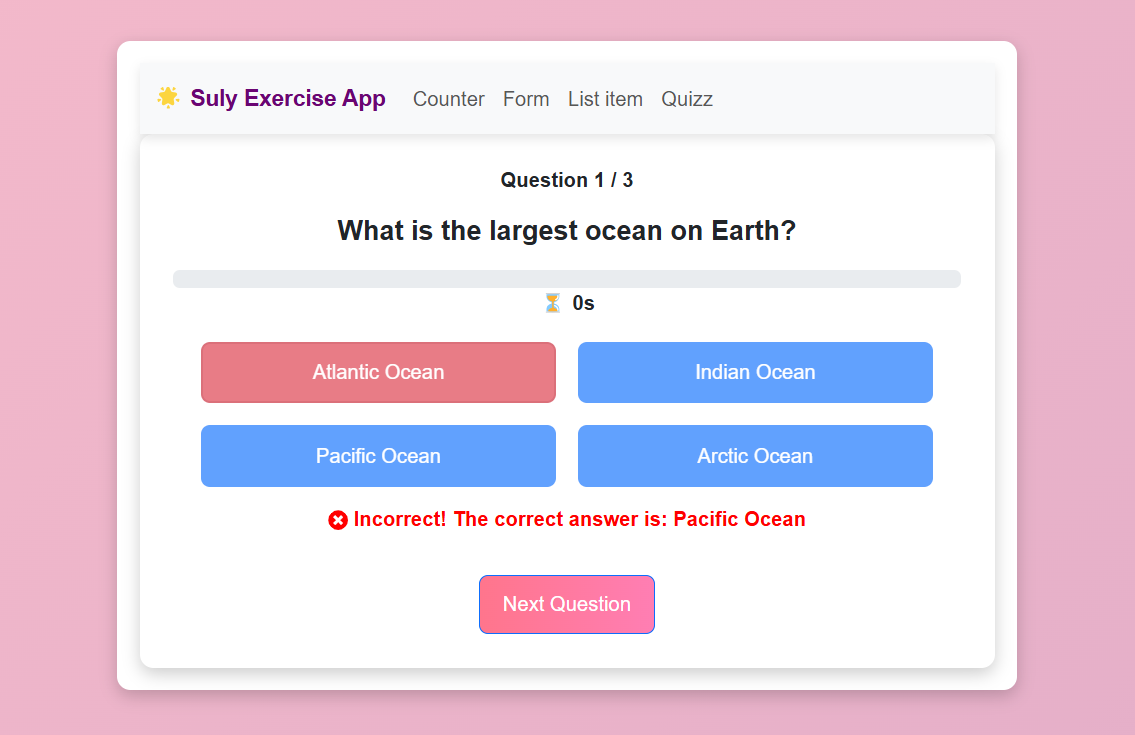 🌟 Suly Exercise App Counter Form List item Quizz
Question 1 / 3
What is the largest ocean on Earth?
⏳ 0s
Atlantic Ocean Indian Ocean
Pacific Ocean Arctic Ocean
Incorrect! The correct answer is: Pacific Ocean
Next Question